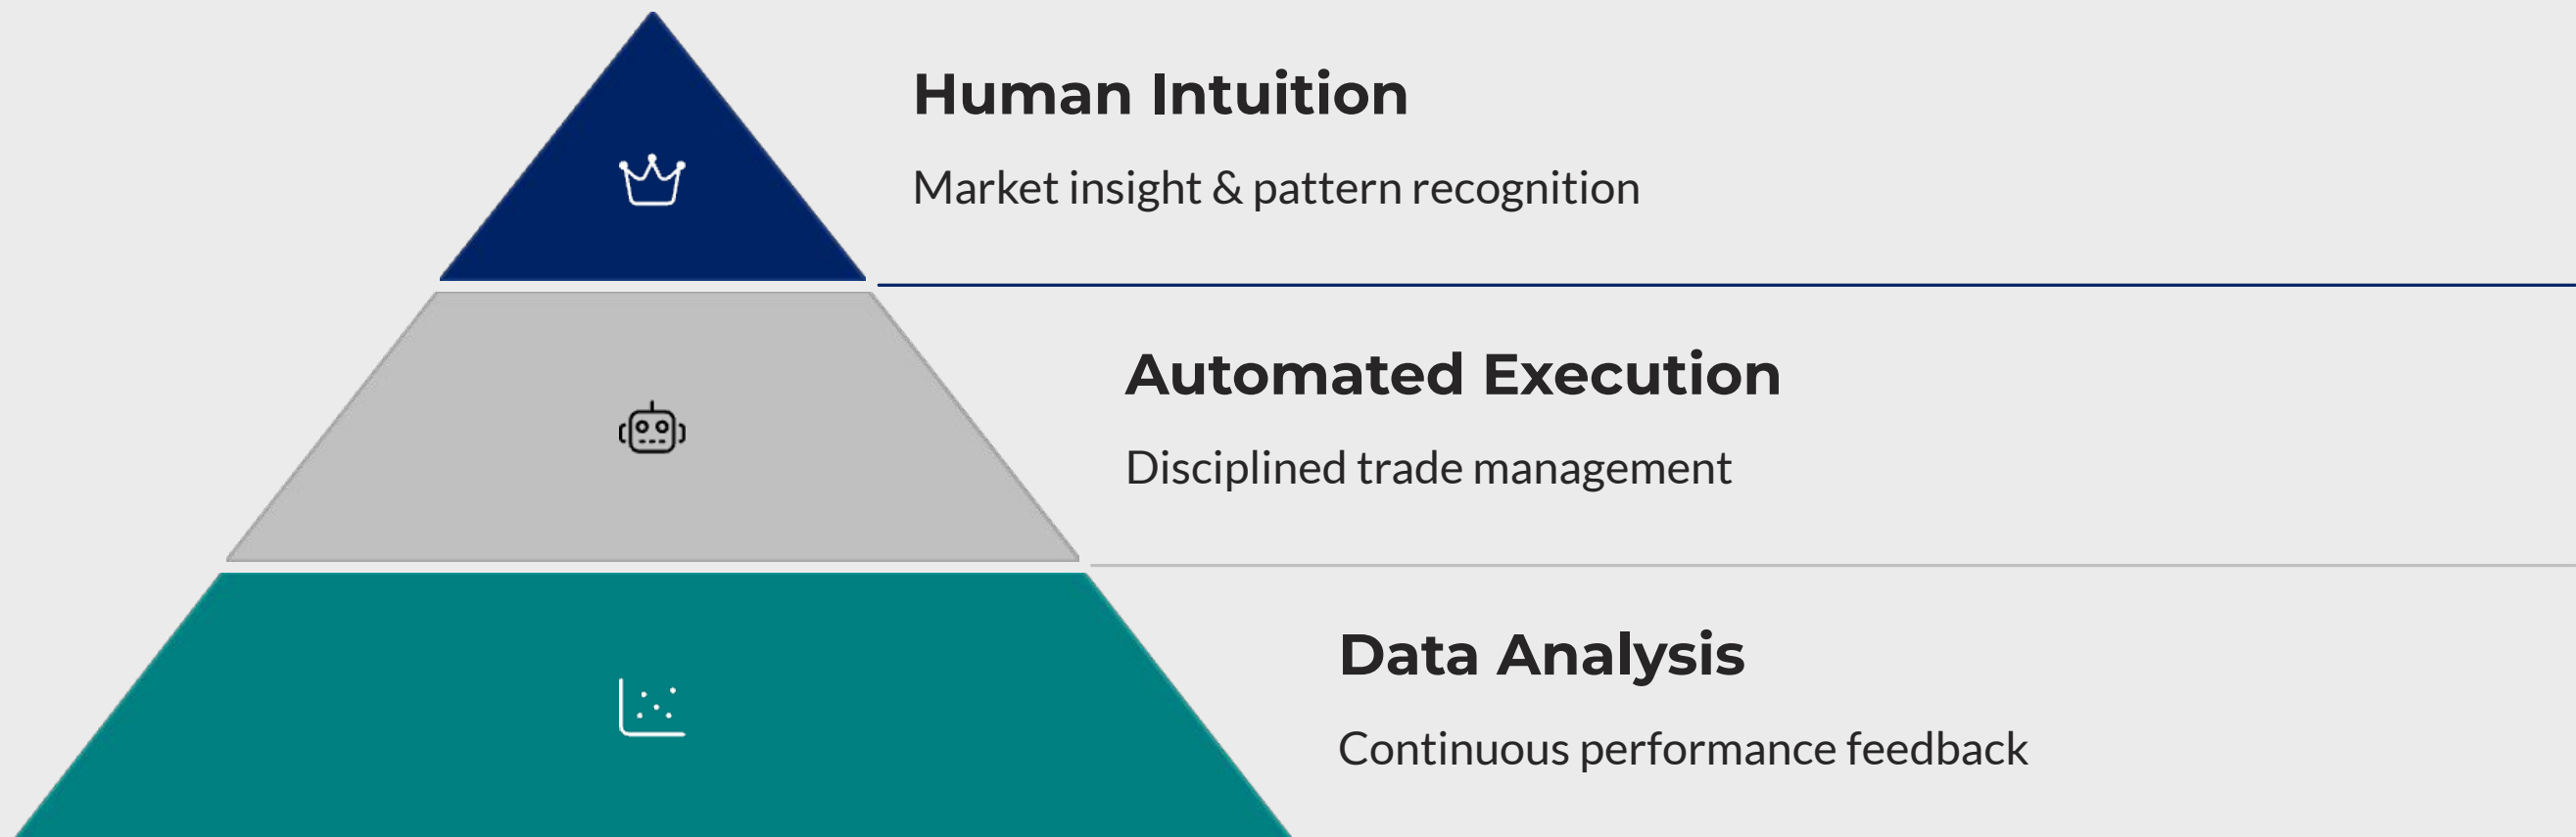 Human Intuition
Market insight & pattern recognition
Automated Execution
Disciplined trade management
Data Analysis
Continuous performance feedback